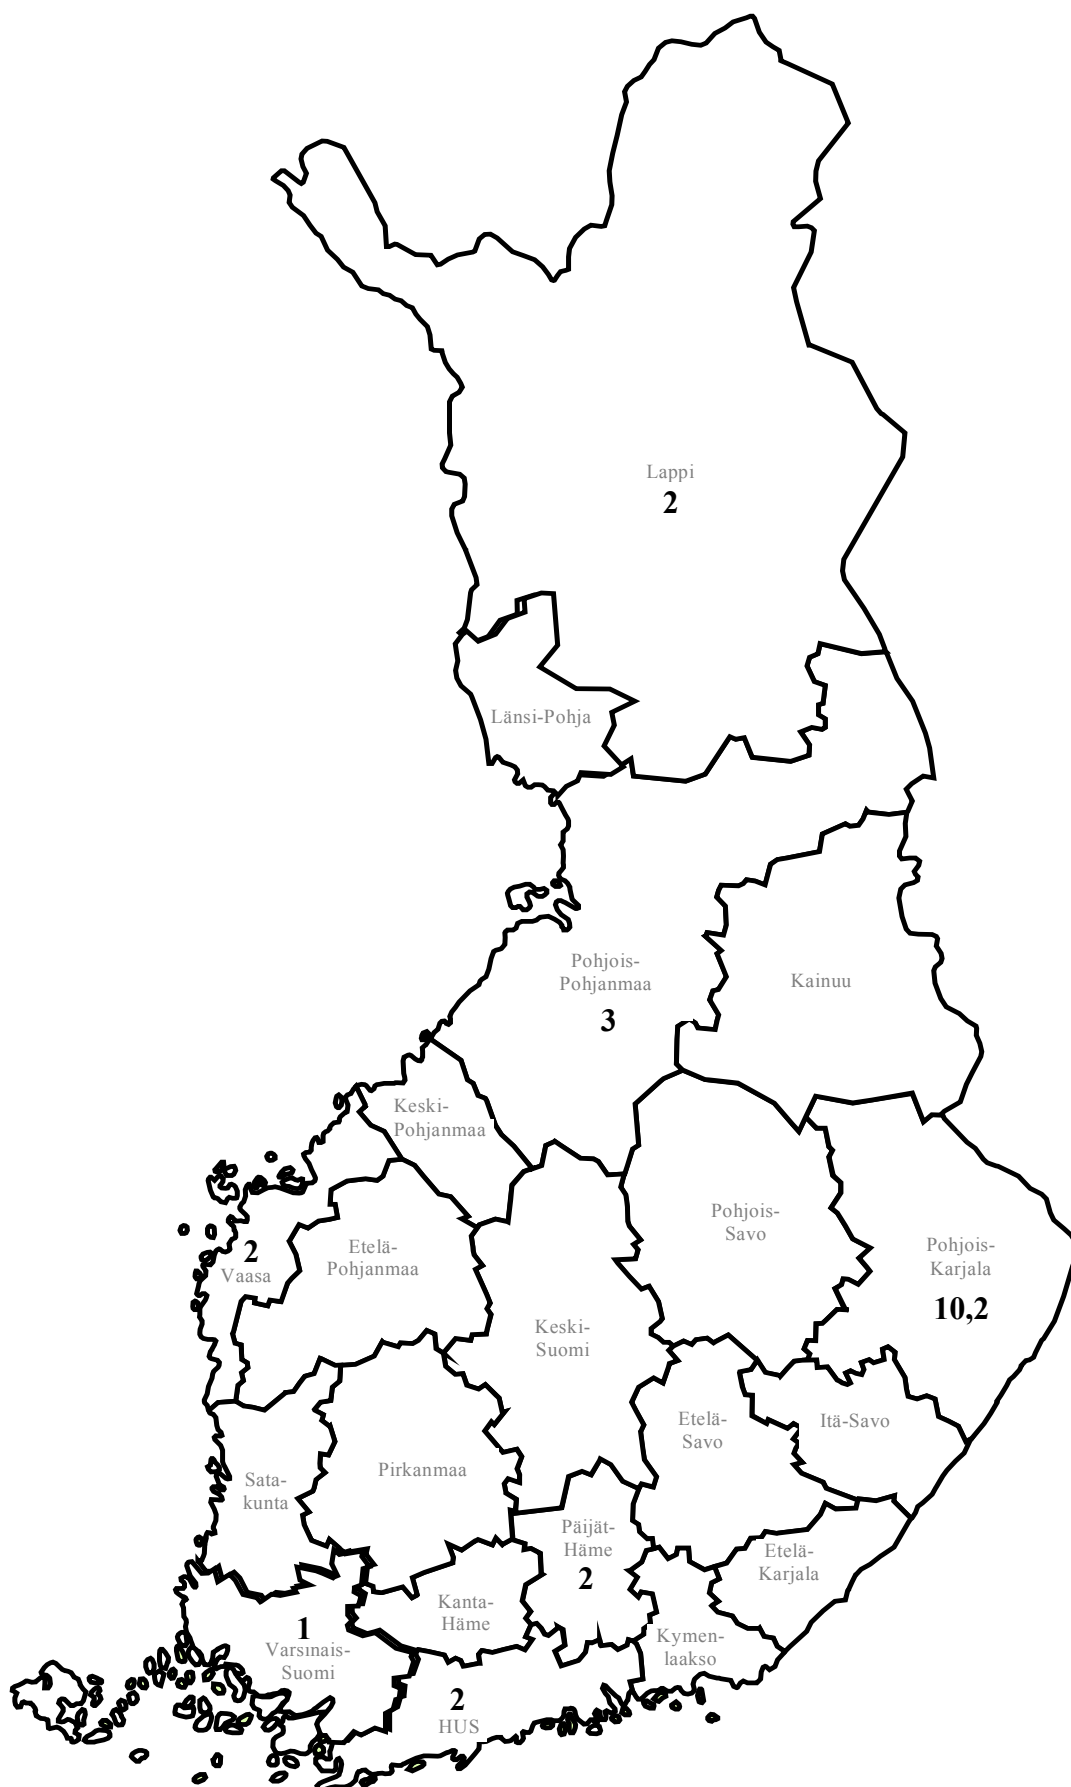 Lappi
2
Länsi-Pohja
Pohjois-
Pohjanmaa
3
Kainuu
Keski-
Pohjanmaa
2
Vaasa
Etelä-
Pohjanmaa
Pohjois-
Savo
Pohjois-
Karjala
10,2
Keski-
Suomi
Etelä-
Savo
Itä-Savo
Sata-
kunta
Pirkanmaa
Päijät-
Häme
2
Etelä-
Karjala
Kanta-
Häme
Kymen-
laakso
1
Varsinais-
Suomi
2
HUS